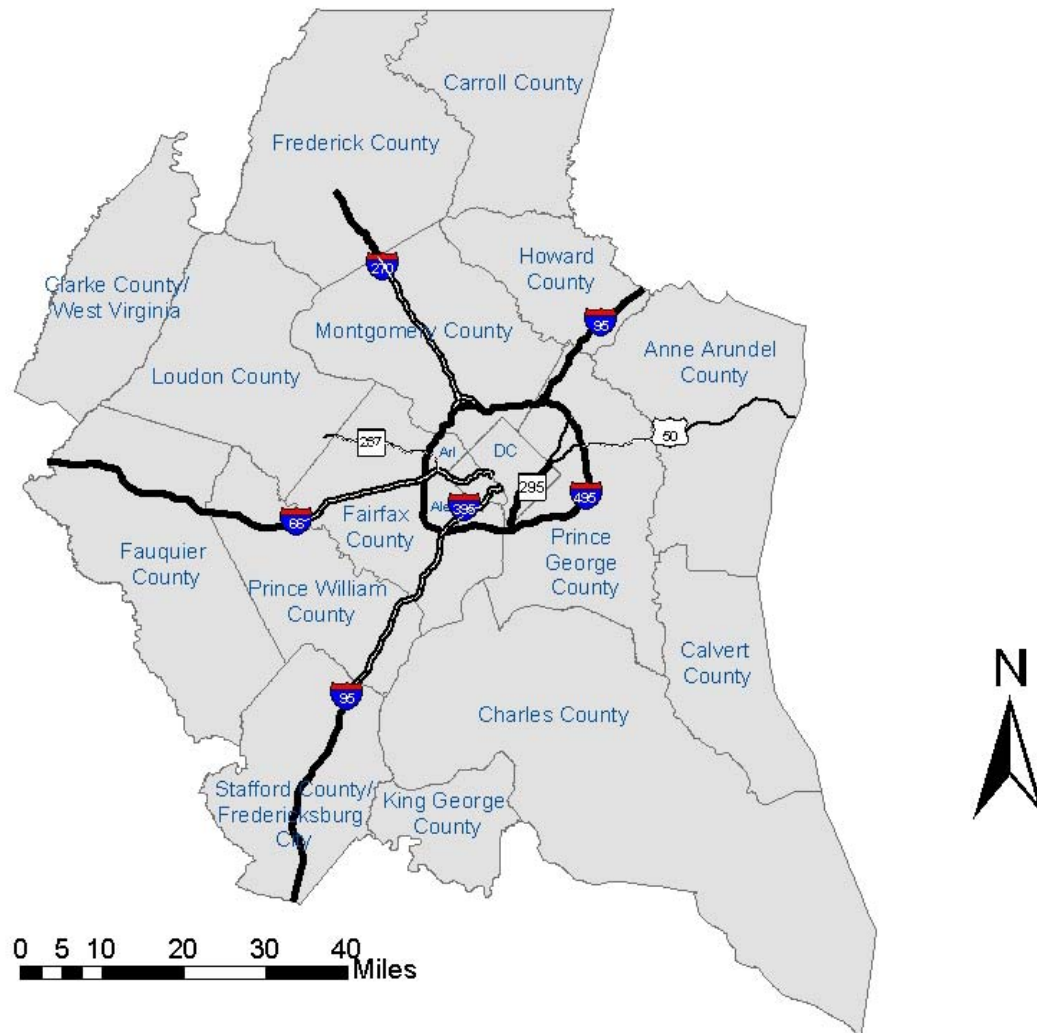 Carroll County
Frederick County
Howard
County
270
Clarke County/
West Virginia
95
Montgomery County
Anne Arundel
County
Loudon County
50
267
Arl
DC
295
495
395
Ale
66
Fairfax
County
Prince
George
County
Fauquier
County
Prince William
County
Calvert
County
N
95
Charles County
Stafford County/
Fredericksburg
City
King George
County
0 5 10 20 30 40
Miles